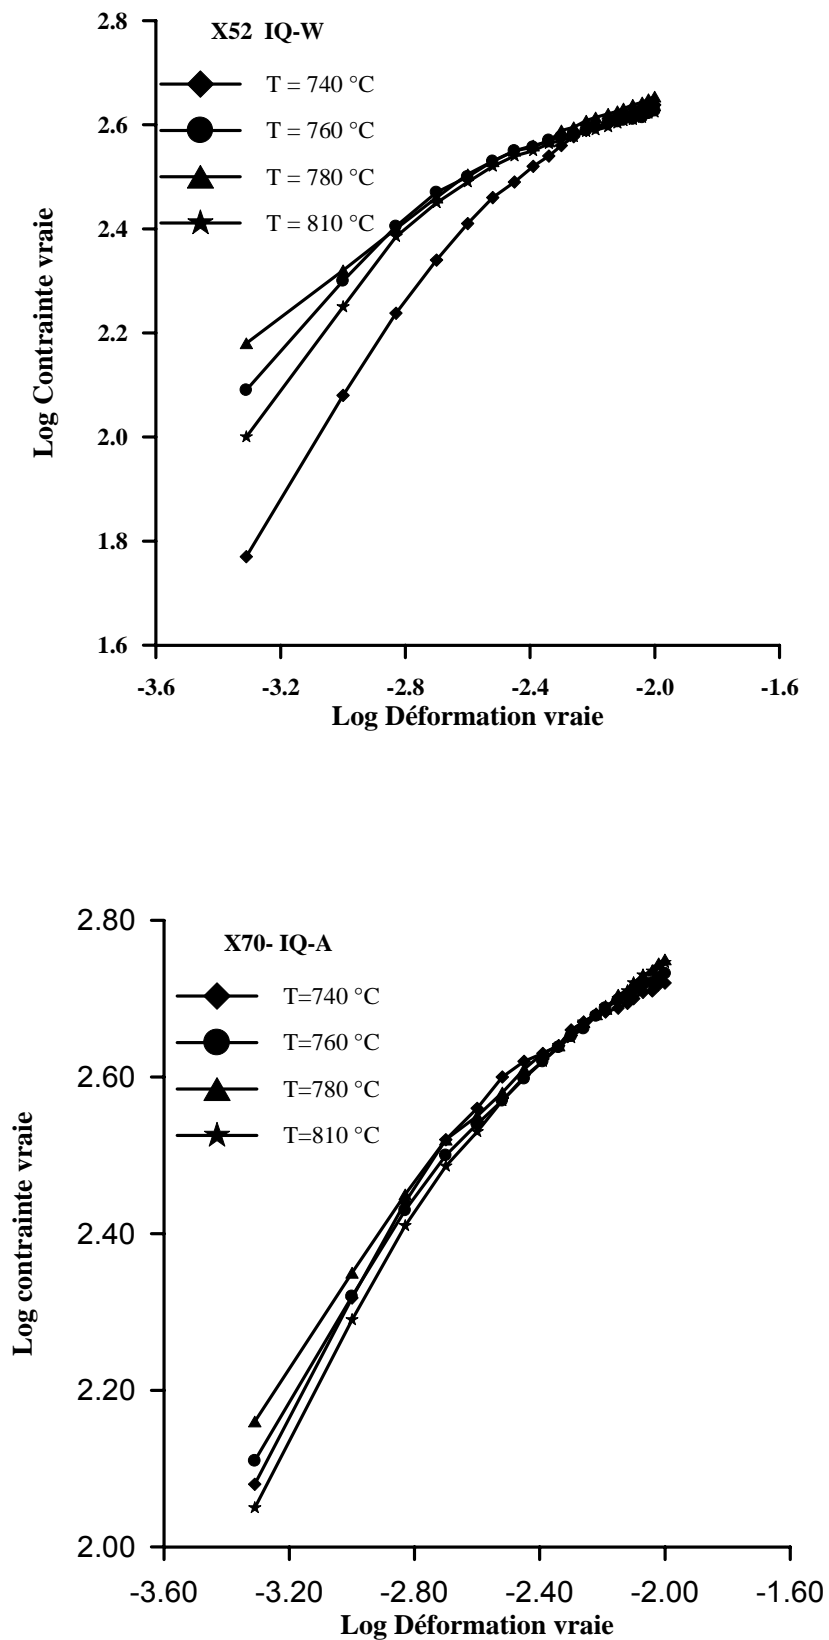 2.8
X52 IQ-W
T = 740 °C
2.6
T = 760 °C
T = 780 °C
2.4
T = 810 °C
2.2
2.0
1.8
1.6
Log Contrainte vraie
-3.6 -3.2 -2.8 -2.4 -2.0 -1.6
Log Déformation vraie
2.80
X70- IQ-A
T=740 °C
T=760 °C
2.60
T=780 °C
T=810 °C
2.40
2.20
2.00
Log contrainte vraie
-3.60 -3.20 -2.80 -2.40 -2.00 -1.60
Log Déformation vraie